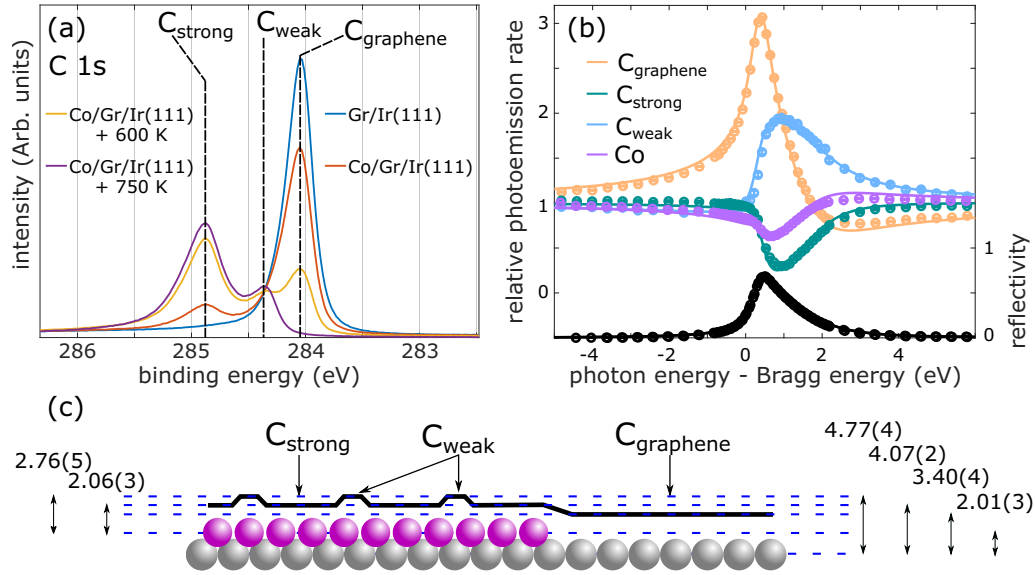 (a)
C 1s
C_strong
C_weak
C_graphene
Co/Gr/Ir(111)
+ 600 K
Co/Gr/Ir(111)
+ 750 K
Gr/Ir(111)
Co/Gr/Ir(111)
intensity (Arb. units)
286
285
284
283
binding energy (eV)
(b)
C_graphene
C_strong
C_weak
Co
relative photoemission rate
3
2
1
0
1
0
reflectivity
-4
-2
0
2
4
photon energy - Bragg energy (eV)
(c)
C_strong
C_weak
C_graphene
2.76(5)
2.06(3)
4.77(4)
4.07(2)
3.40(4)
2.01(3)